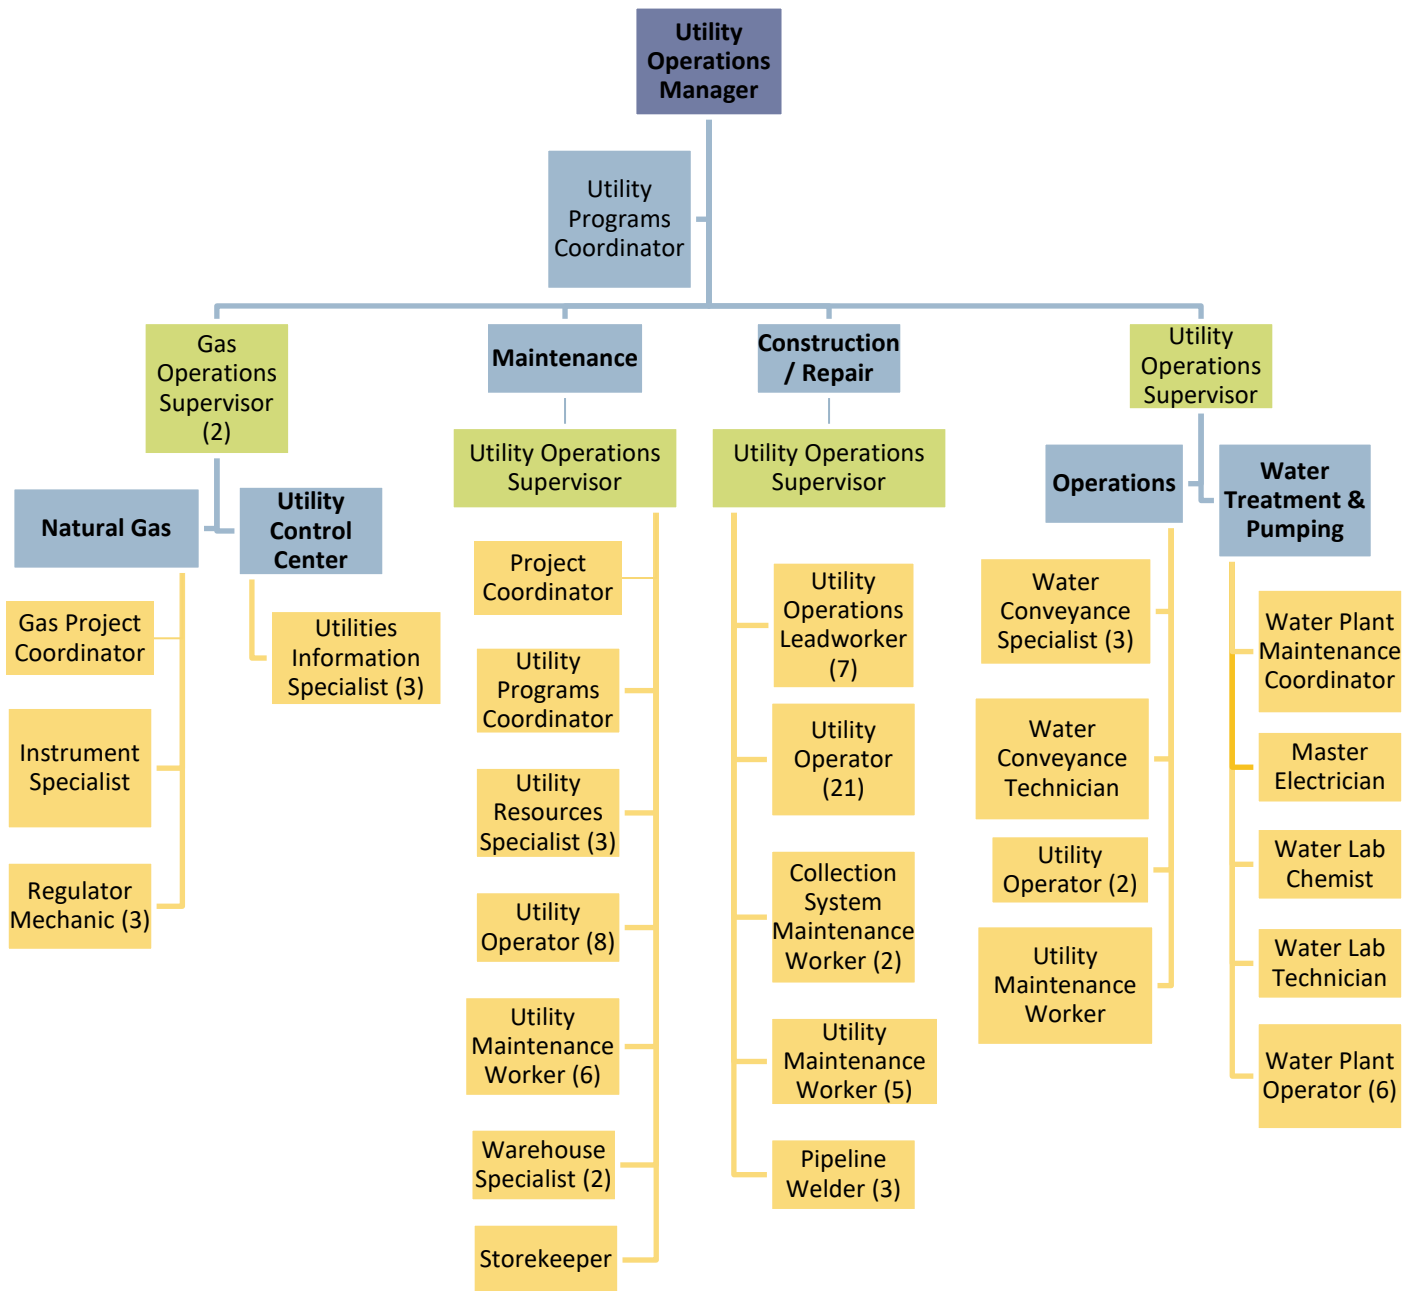 Utility
Operations
Manager
Utility
Programs
Coordinator
Gas
Operations
Supervisor
(2)
Maintenance
Construction
/ Repair
Utility
Operations
Supervisor
Natural Gas
Utility
Control
Center
Gas Project
Coordinator
Instrument
Specialist
Regulator
Mechanic (3)
Utilities
Information
Specialist (3)
Utility Operations
Supervisor
Project
Coordinator
Utility
Programs
Coordinator
Utility
Resources
Specialist (3)
Utility
Operator (8)
Utility
Maintenance
Worker (6)
Warehouse
Specialist (2)
Storekeeper
Utility Operations
Supervisor
Utility
Operations
Leadworker
(7)
Utility
Operator
(21)
Collection
System
Maintenance
Worker (2)
Utility
Maintenance
Worker (5)
Pipeline
Welder (3)
Operations
Water
Conveyance
Specialist (3)
Water
Conveyance
Technician
Utility
Operator (2)
Utility
Maintenance
Worker
Water
Treatment &
Pumping
Water Plant
Maintenance
Coordinator
Master
Electrician
Water Lab
Chemist
Water Lab
Technician
Water Plant
Operator (6)